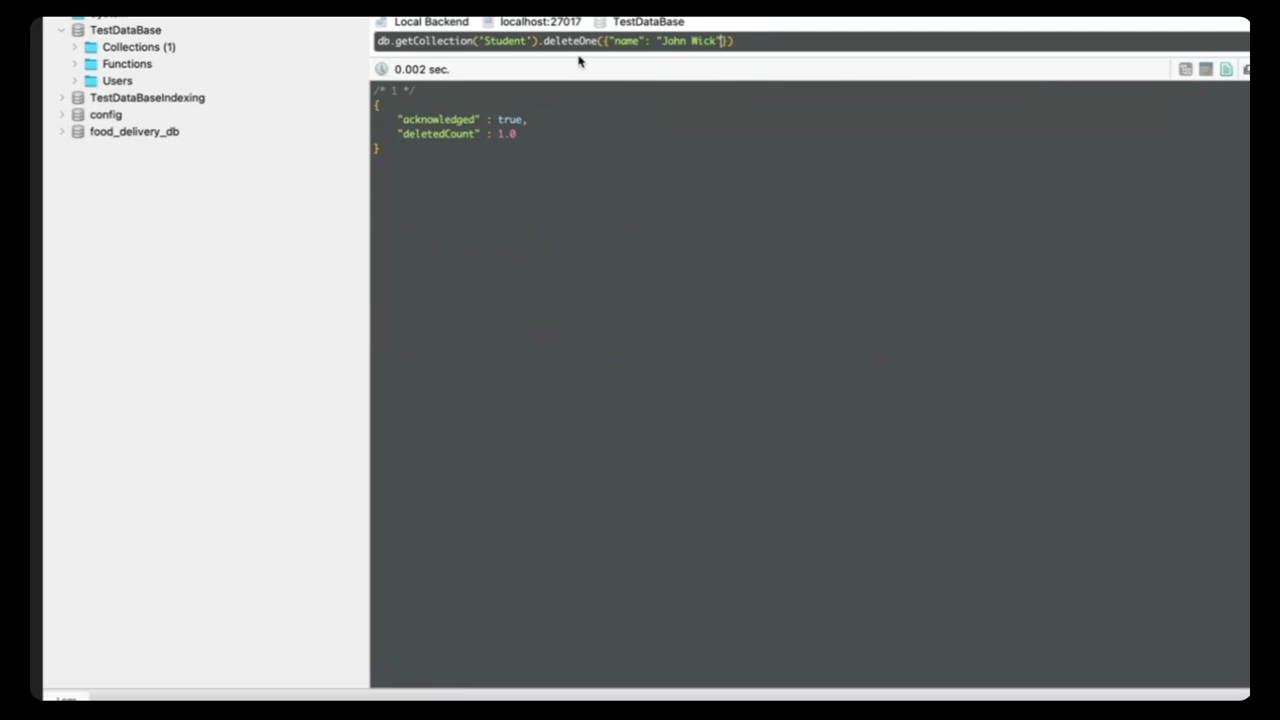 TestDataBase
Collections (1)
Functions
Users
TestDataBaseIndexing
config
food_delivery_db
Local Backend localhost:27017 TestDataBase
db.getCollection('Student').deleteOne({"name": "John Wick"})
0.002 sec.
/* 1 */
{
"acknowledged" : true,
"deletedCount" : 1.0
}